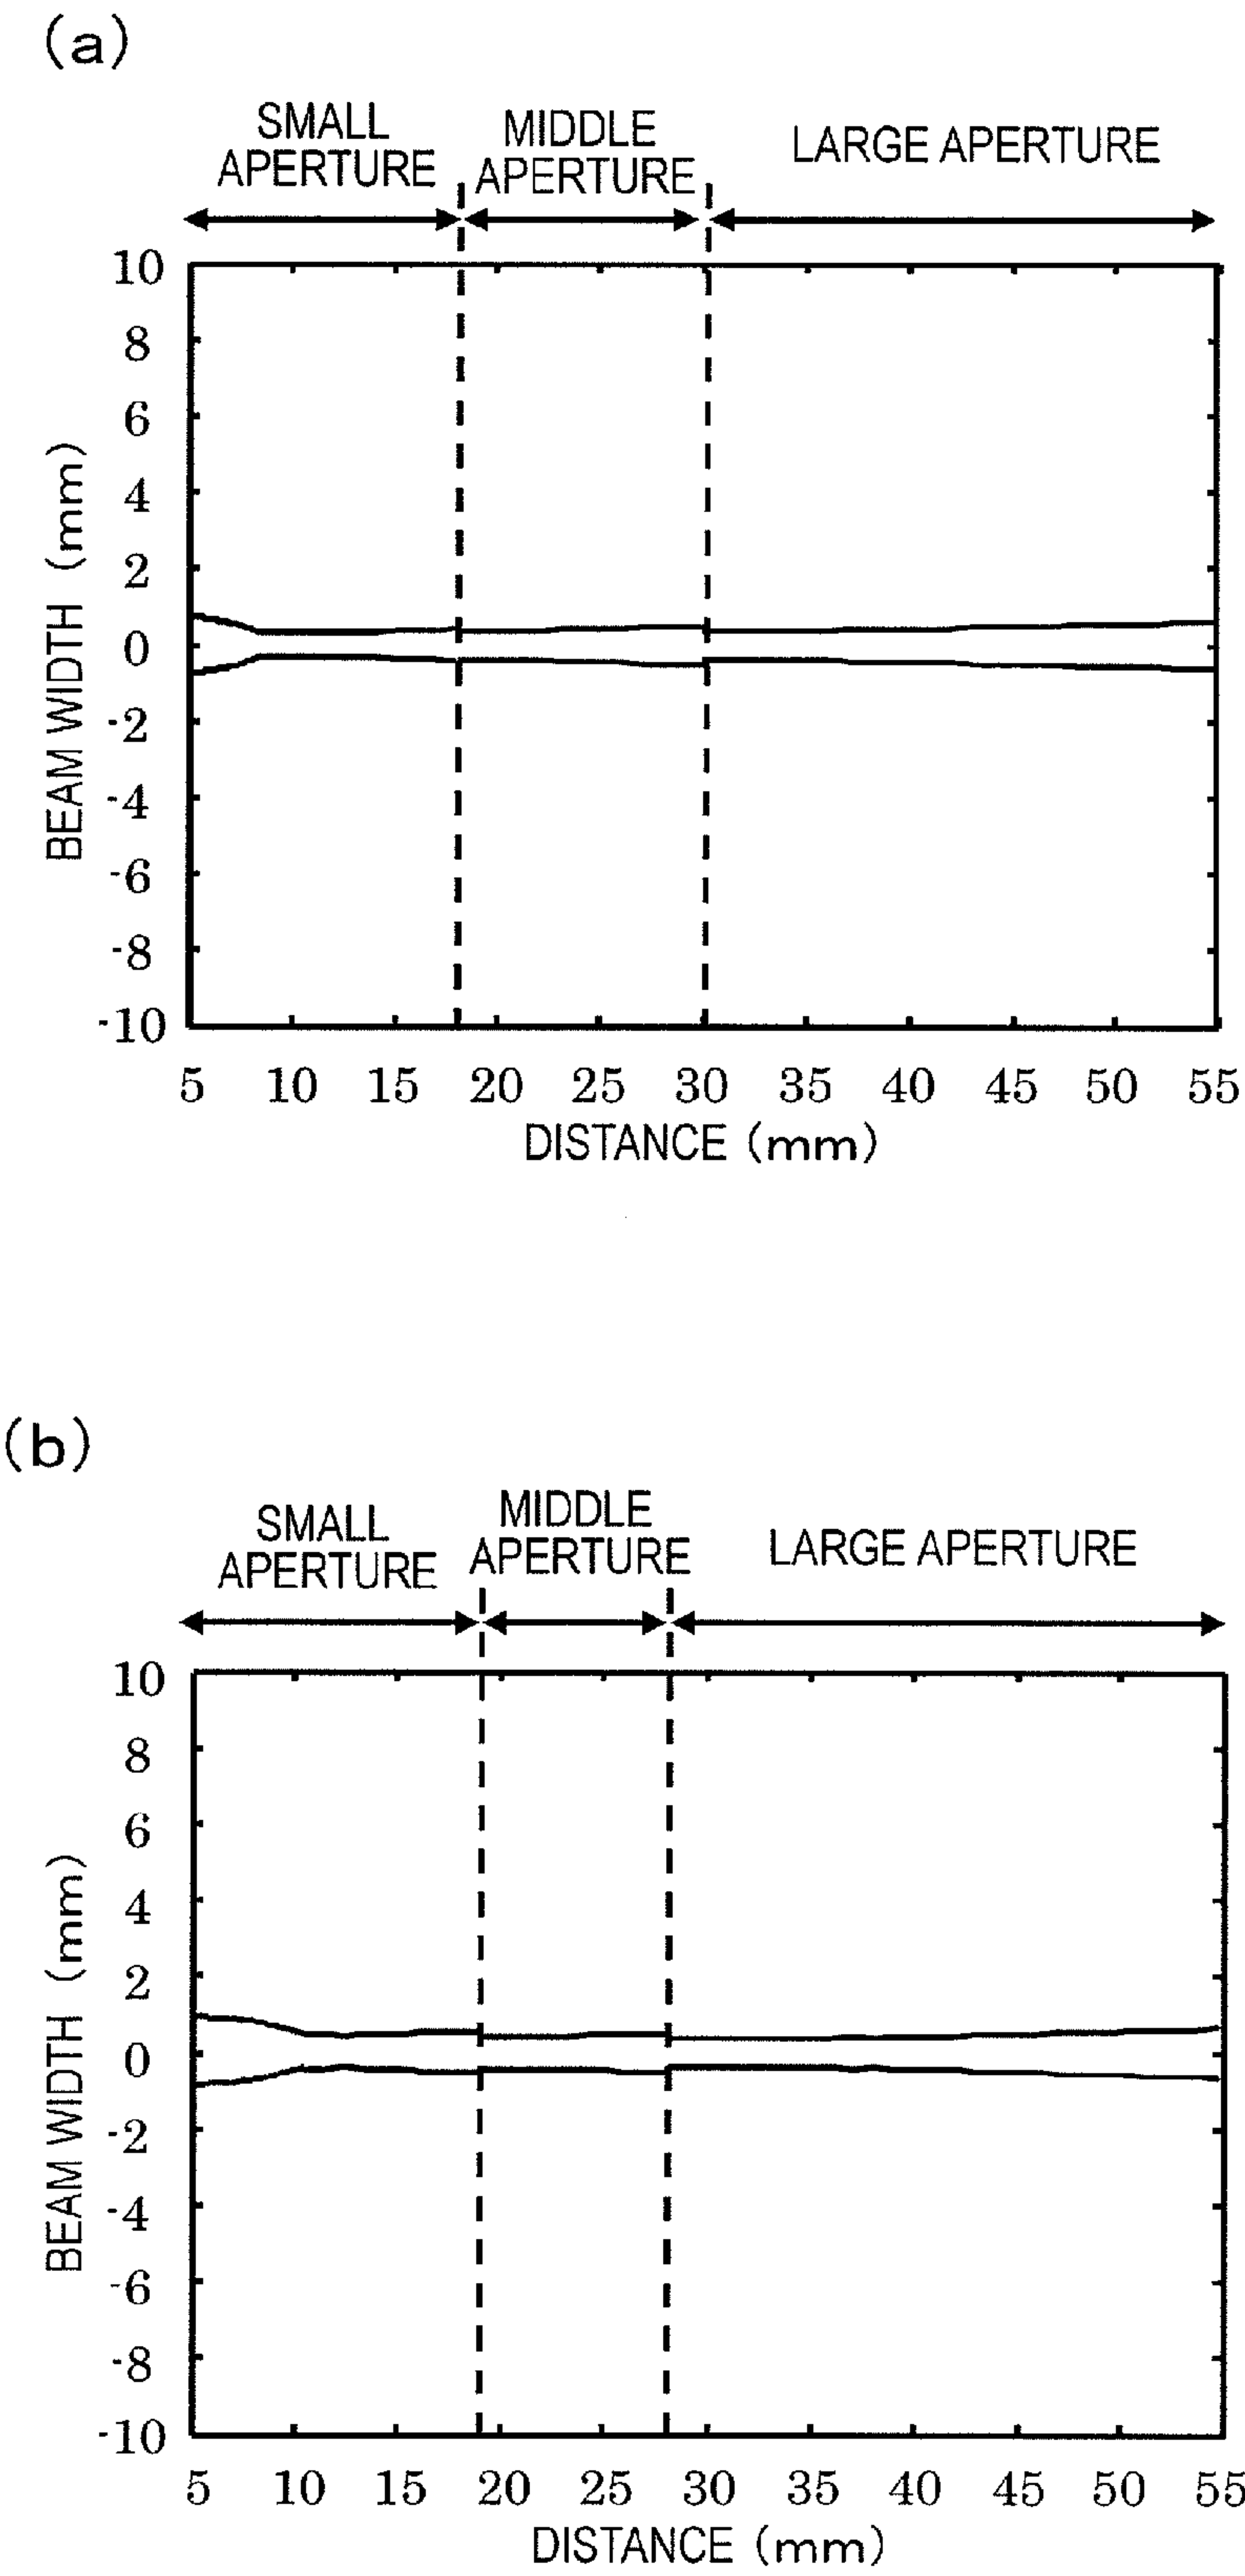 (a)
SMALL
APERTURE
MIDDLE
APERTURE
LARGE APERTURE
10
8
6
4
2
0
-2
-4
-6
-8
-10
BEAM WIDTH (mm)
5 10 15 20 25 30 35 40 45 50 55
DISTANCE (mm)
(b)
SMALL
APERTURE
MIDDLE
APERTURE
LARGE APERTURE
10
8
6
4
2
0
-2
-4
-6
-8
-10
BEAM WIDTH (mm)
5 10 15 20 25 30 35 40 45 50 55
DISTANCE (mm)